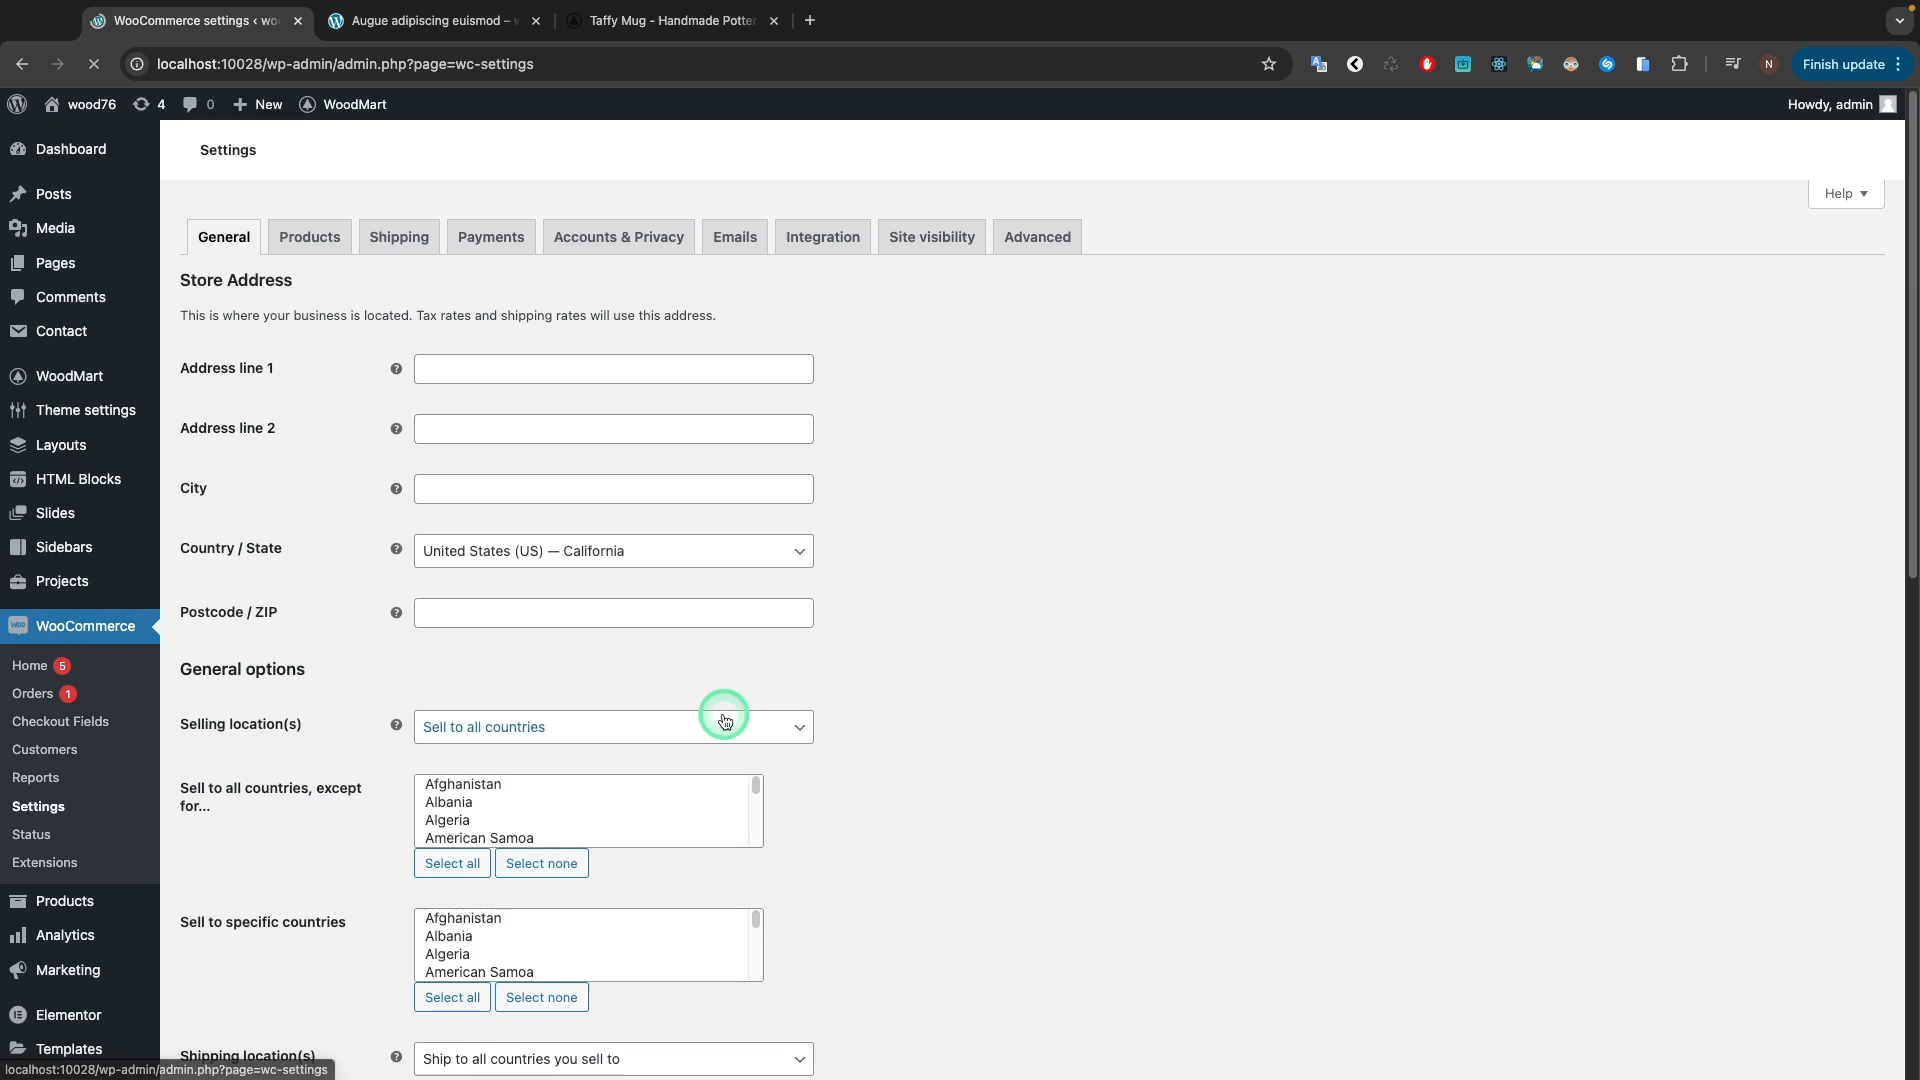 WooCommerce settings ‹ woo
Augue adipiscing euismod –
Taffy Mug - Handmade Potter
localhost:10028/wp-admin/admin.php?page=wc-settings
N
Finish update
wood76
4
0
New
WoodMart
Howdy, admin
Dashboard
Posts
Media
Pages
Comments
Contact
WoodMart
Theme settings
Layouts
HTML Blocks
Slides
Sidebars
Projects
WooCommerce
Home 5
Orders 1
Checkout Fields
Customers
Reports
Settings
Status
Extensions
Products
Analytics
Marketing
Elementor
Templates
Settings
Help
General
Products
Shipping
Payments
Accounts & Privacy
Emails
Integration
Site visibility
Advanced
Store Address
This is where your business is located. Tax rates and shipping rates will use this address.
Address line 1
Address line 2
City
Country / State
United States (US) — California
Postcode / ZIP
General options
Selling location(s)
Sell to all countries
Sell to all countries, except
for...
Afghanistan
Albania
Algeria
American Samoa
Select all
Select none
Sell to specific countries
Afghanistan
Albania
Algeria
American Samoa
Select all
Select none
Shipping location(s)
Ship to all countries you sell to
localhost:10028/wp-admin/admin.php?page=wc-settings